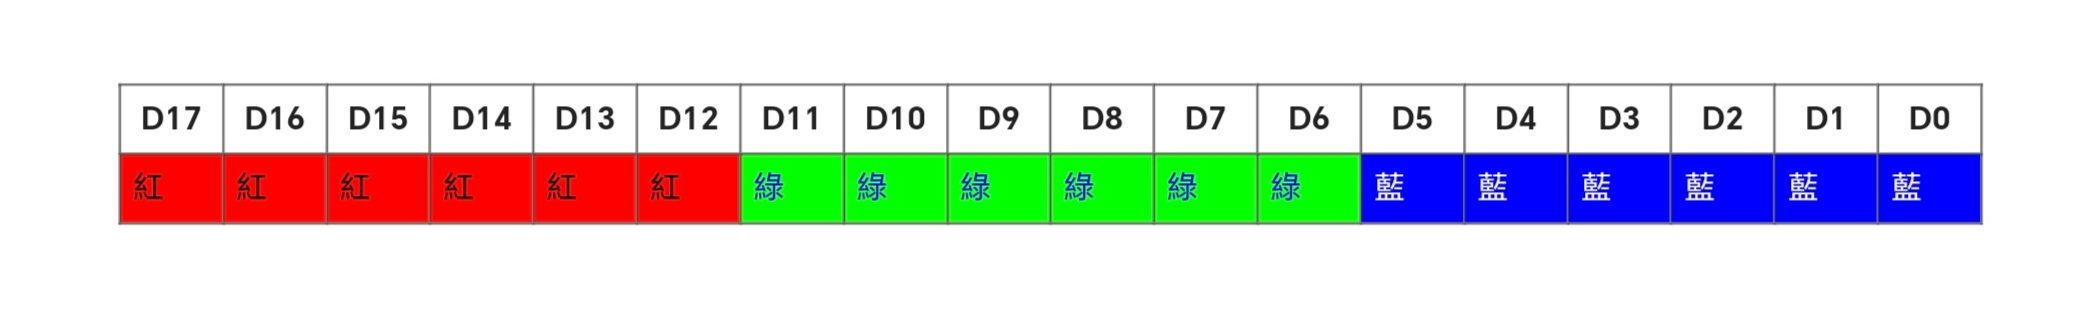 D17 D16 D15 D14 D13 D12 D11 D10 D9 D8 D7 D6 D5 D4 D3 D2 D1 D0
紅 紅 紅 紅 紅 紅 綠 綠 綠 綠 綠 綠 藍 藍 藍 藍 藍 藍